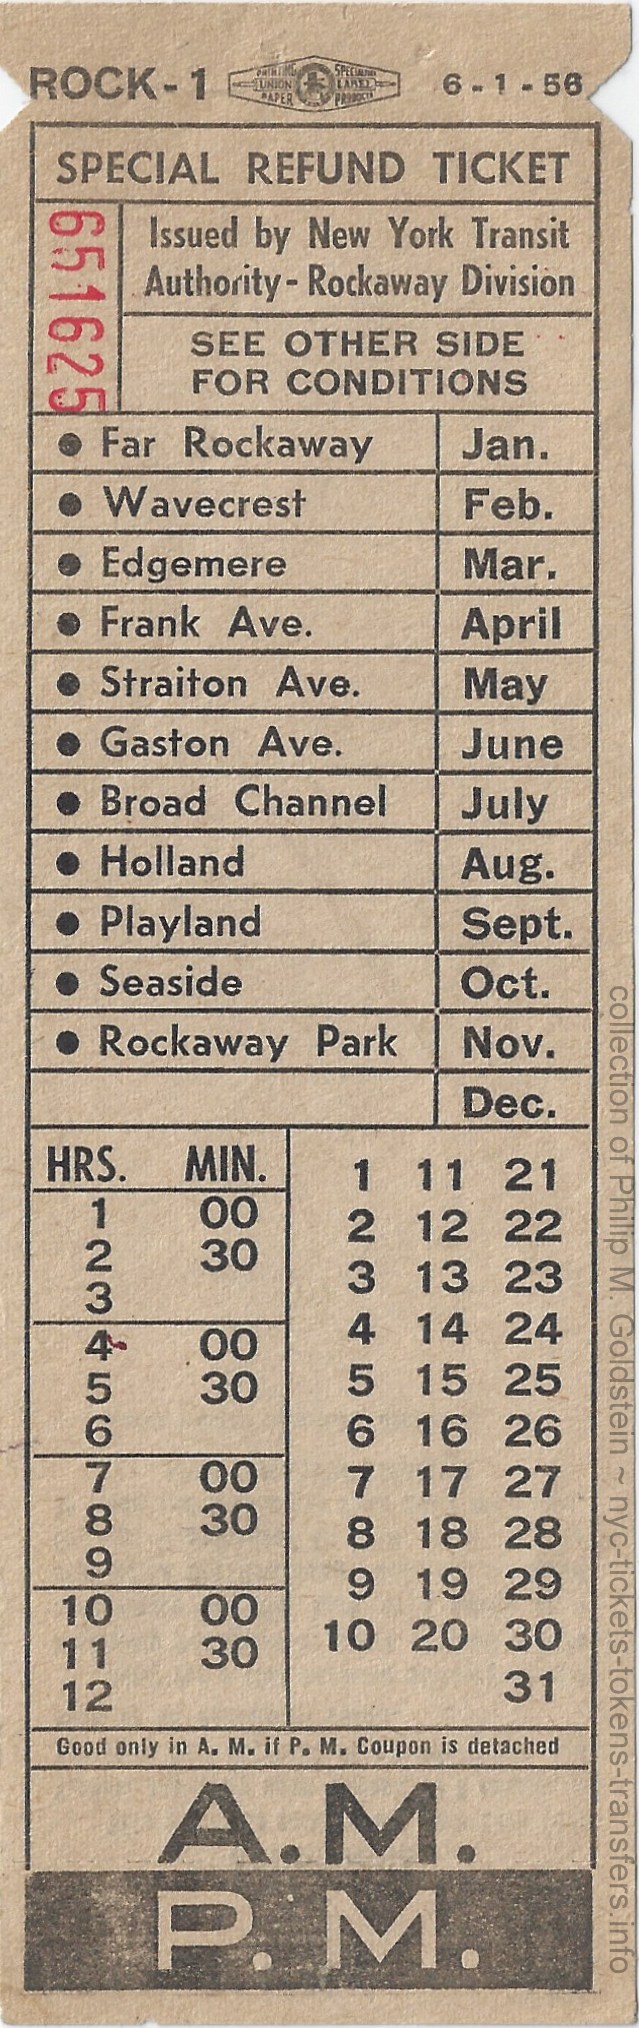 ROCK-1
PRINTING SPECIALTIES
UNION LABEL
PAPER PRODUCTS
6-1-56
SPECIAL REFUND TICKET
651625
Issued by New York Transit
Authority-Rockaway Division
SEE OTHER SIDE
FOR CONDITIONS
● Far Rockaway Jan.
● Wavecrest Feb.
● Edgemere Mar.
● Frank Ave. April
● Straiton Ave. May
● Gaston Ave. June
● Broad Channel July
● Holland Aug.
● Playland Sept.
● Seaside Oct.
● Rockaway Park Nov.
Dec.
HRS. MIN.
1 00
2 30
3
4 00
5 30
6
7 00
8 30
9
10 00
11 30
12
1 11 21
2 12 22
3 13 23
4 14 24
5 15 25
6 16 26
7 17 27
8 18 28
9 19 29
10 20 30
31
Good only in A. M. if P. M. Coupon is detached
A.M.
P.M.
collection of Philip M. Goldstein ~ nyc-tickets-tokens-transfers.info